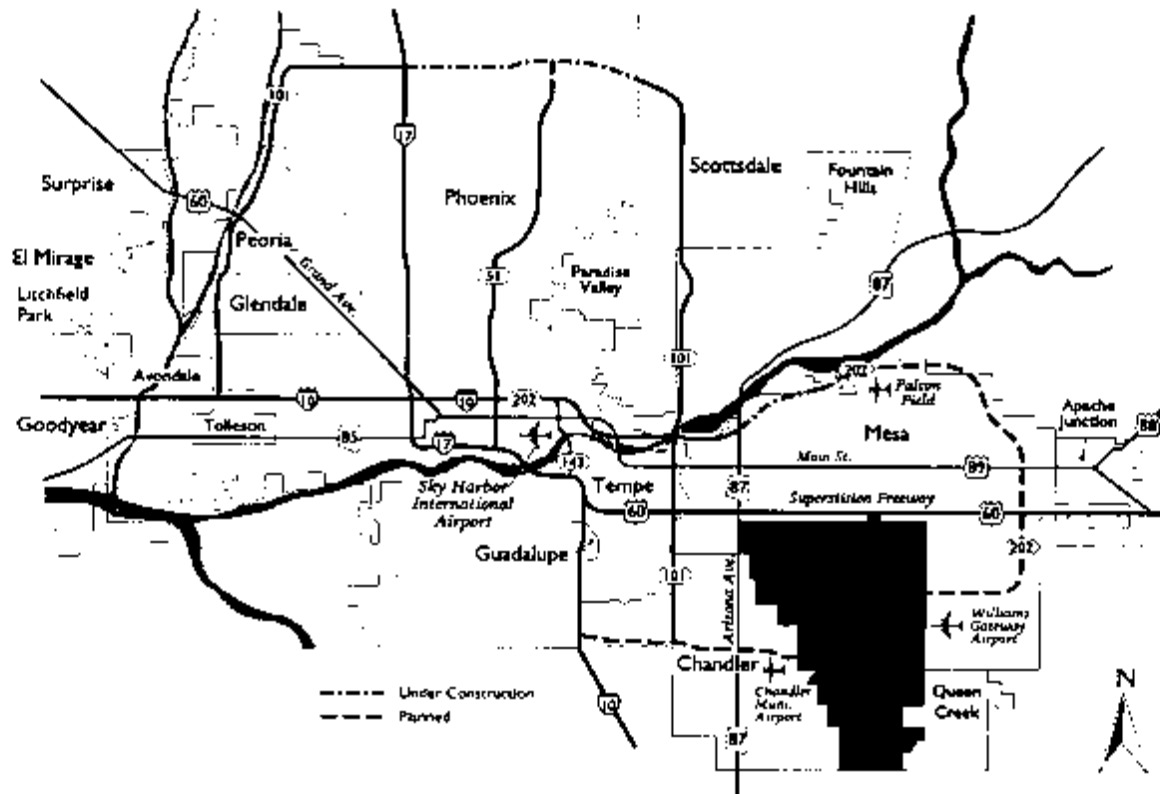 101
17
Scottsdale
Fountain
Hills
Surprise
60
Phoenix
Peoria
El Mirage
Grand Ave.
51
Paradise
Valley
87
Litchfield
Park
Glendale
101
Avondale
202
Falcon
Field
10
10
202
Goodyear
Tolleson
85
17
Mesa
Apache
Junction
88
143
Main St.
89
Sky Harbor
International
Airport
Tempe
87
Superstition Freeway
60
60
Guadalupe
202
101
Arizona Ave.
Williams
Gateway
Airport
Chandler
Chandler
Muni.
Airport
Queen
Creek
N
Under Construction
Planned
10
87